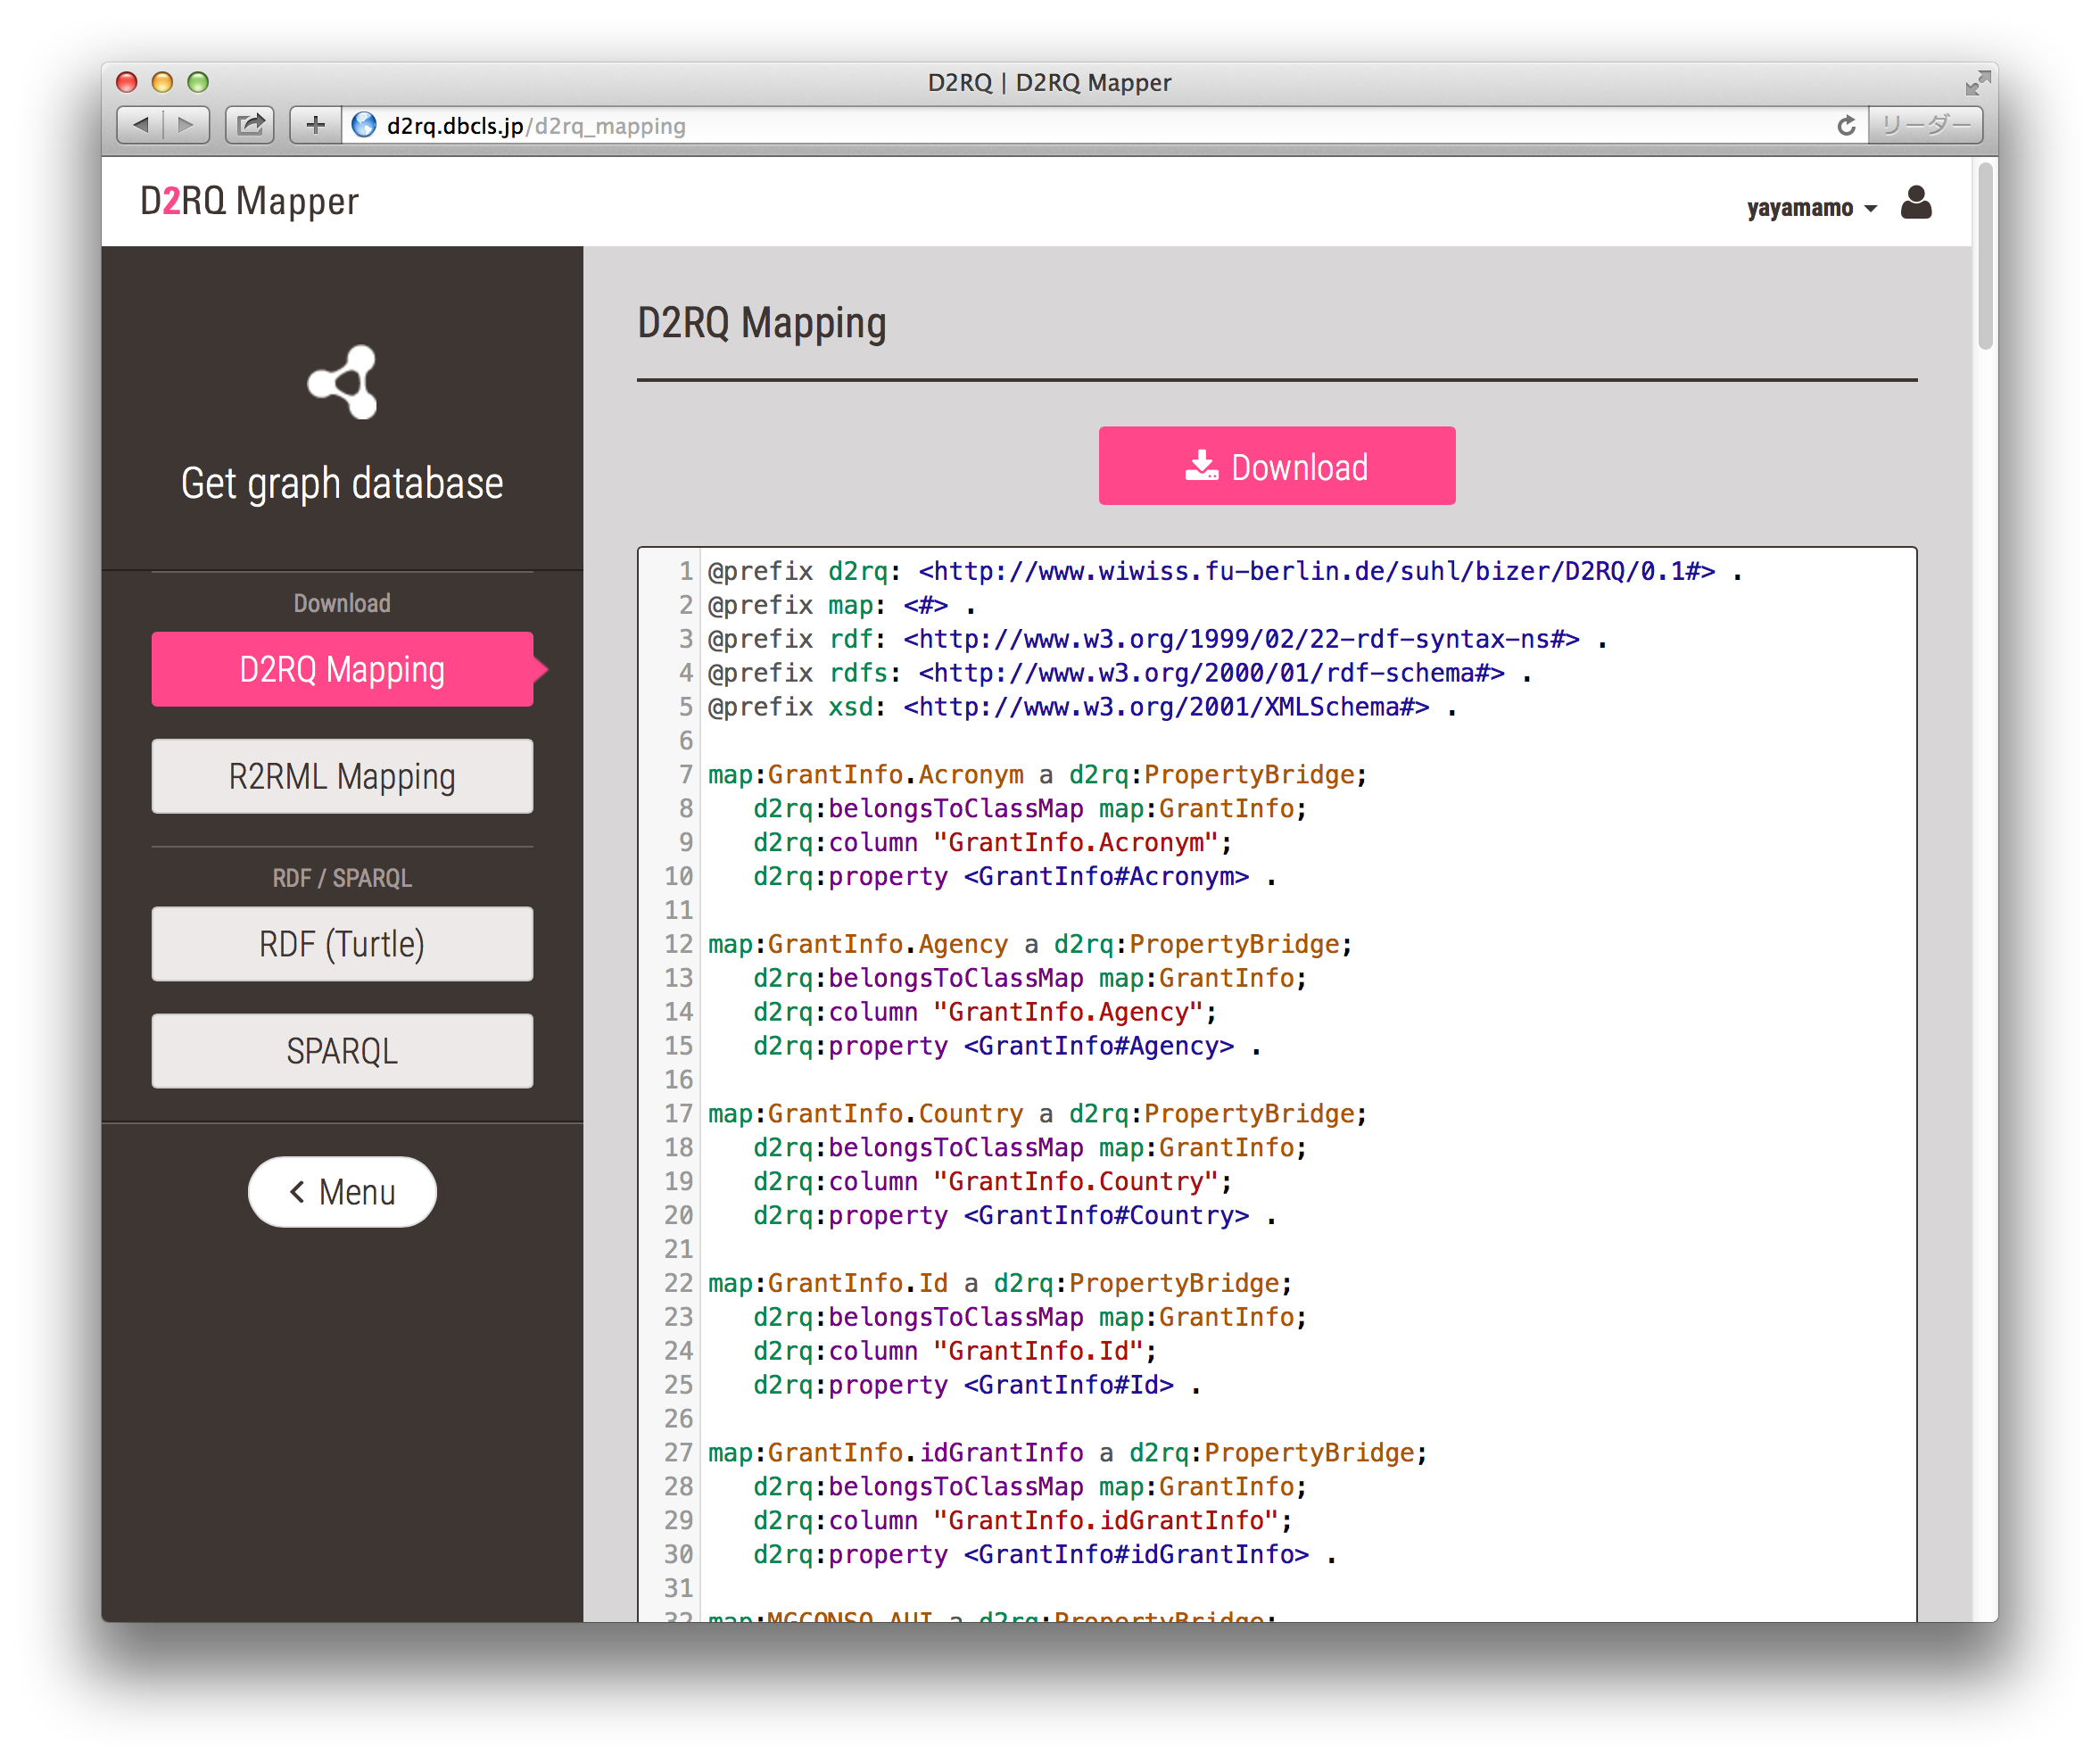 D2RQ | D2RQ Mapper
d2rq.dbcls.jp/d2rq_mapping
リーダー
D2RQ Mapper
yayamamo
Get graph database
Download
D2RQ Mapping
R2RML Mapping
RDF / SPARQL
RDF (Turtle)
SPARQL
Menu
D2RQ Mapping
Download
1 @prefix d2rq: <http://www.wiwiss.fu-berlin.de/suhl/bizer/D2RQ/0.1#> .
2 @prefix map: <#> .
3 @prefix rdf: <http://www.w3.org/1999/02/22-rdf-syntax-ns#> .
4 @prefix rdfs: <http://www.w3.org/2000/01/rdf-schema#> .
5 @prefix xsd: <http://www.w3.org/2001/XMLSchema#> .
6
7 map:GrantInfo.Acronym a d2rq:PropertyBridge;
8 d2rq:belongsToClassMap map:GrantInfo;
9 d2rq:column "GrantInfo.Acronym";
10 d2rq:property <GrantInfo#Acronym> .
11
12 map:GrantInfo.Agency a d2rq:PropertyBridge;
13 d2rq:belongsToClassMap map:GrantInfo;
14 d2rq:column "GrantInfo.Agency";
15 d2rq:property <GrantInfo#Agency> .
16
17 map:GrantInfo.Country a d2rq:PropertyBridge;
18 d2rq:belongsToClassMap map:GrantInfo;
19 d2rq:column "GrantInfo.Country";
20 d2rq:property <GrantInfo#Country> .
21
22 map:GrantInfo.Id a d2rq:PropertyBridge;
23 d2rq:belongsToClassMap map:GrantInfo;
24 d2rq:column "GrantInfo.Id";
25 d2rq:property <GrantInfo#Id> .
26
27 map:GrantInfo.idGrantInfo a d2rq:PropertyBridge;
28 d2rq:belongsToClassMap map:GrantInfo;
29 d2rq:column "GrantInfo.idGrantInfo";
30 d2rq:property <GrantInfo#idGrantInfo> .
31
32 a d2rq:PropertyBridge;